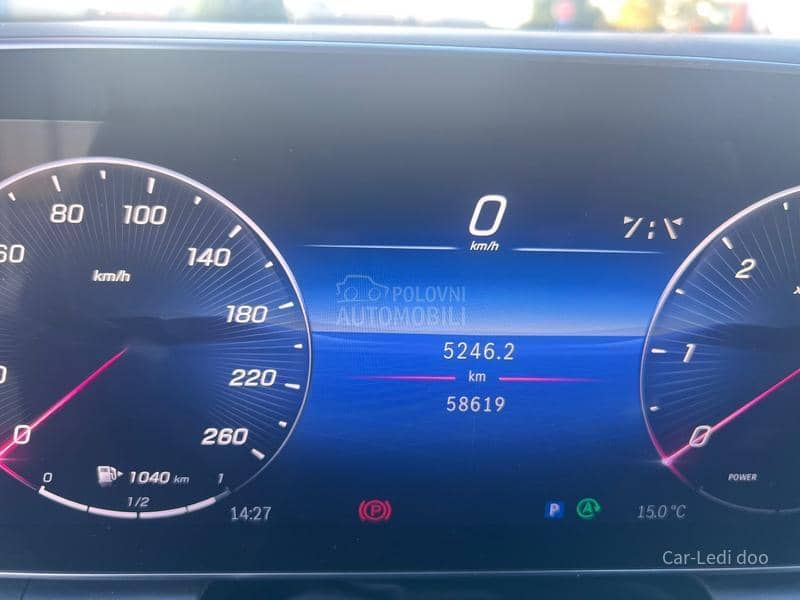 60 80 100 140 180 220 260
km/h
0
0
km/h
2
1
0
POLOVNI
AUTOMOBILI
5246.2
km
58619
0 1040 km 1
1/2
POWER
14:27
P
P
A
15.0 °C
Car-Ledi doo